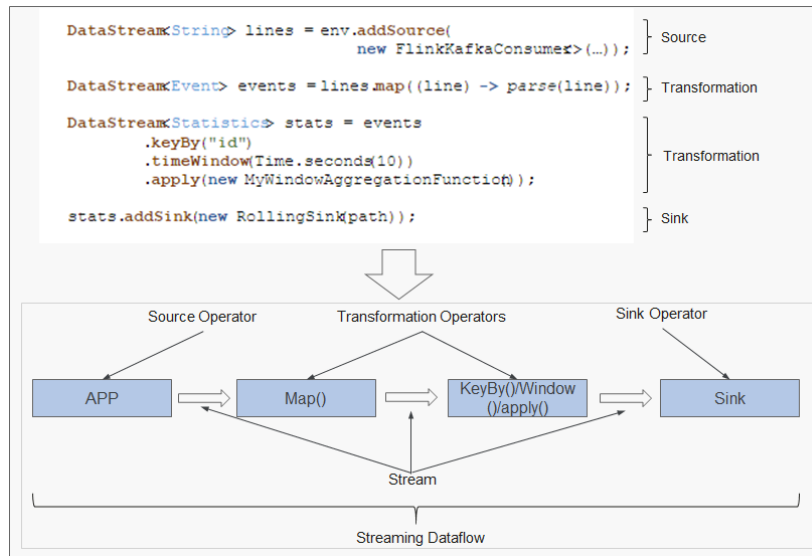 DataStream<String> lines = env.addSource(
new FlinkKafkaConsumer<>(…));
Source
DataStream<Event> events = lines.map((line) -> parse(line));
Transformation
DataStream<Statistics> stats = events
.keyBy("id")
.timeWindow(Time.seconds(10))
.apply(new MyWindowAggregationFunction());
Transformation
stats.addSink(new RollingSink(path));
Sink
Source Operator
Transformation Operators
Sink Operator
APP
Map()
KeyBy()/Window
()/apply()
Sink
Stream
Streaming Dataflow